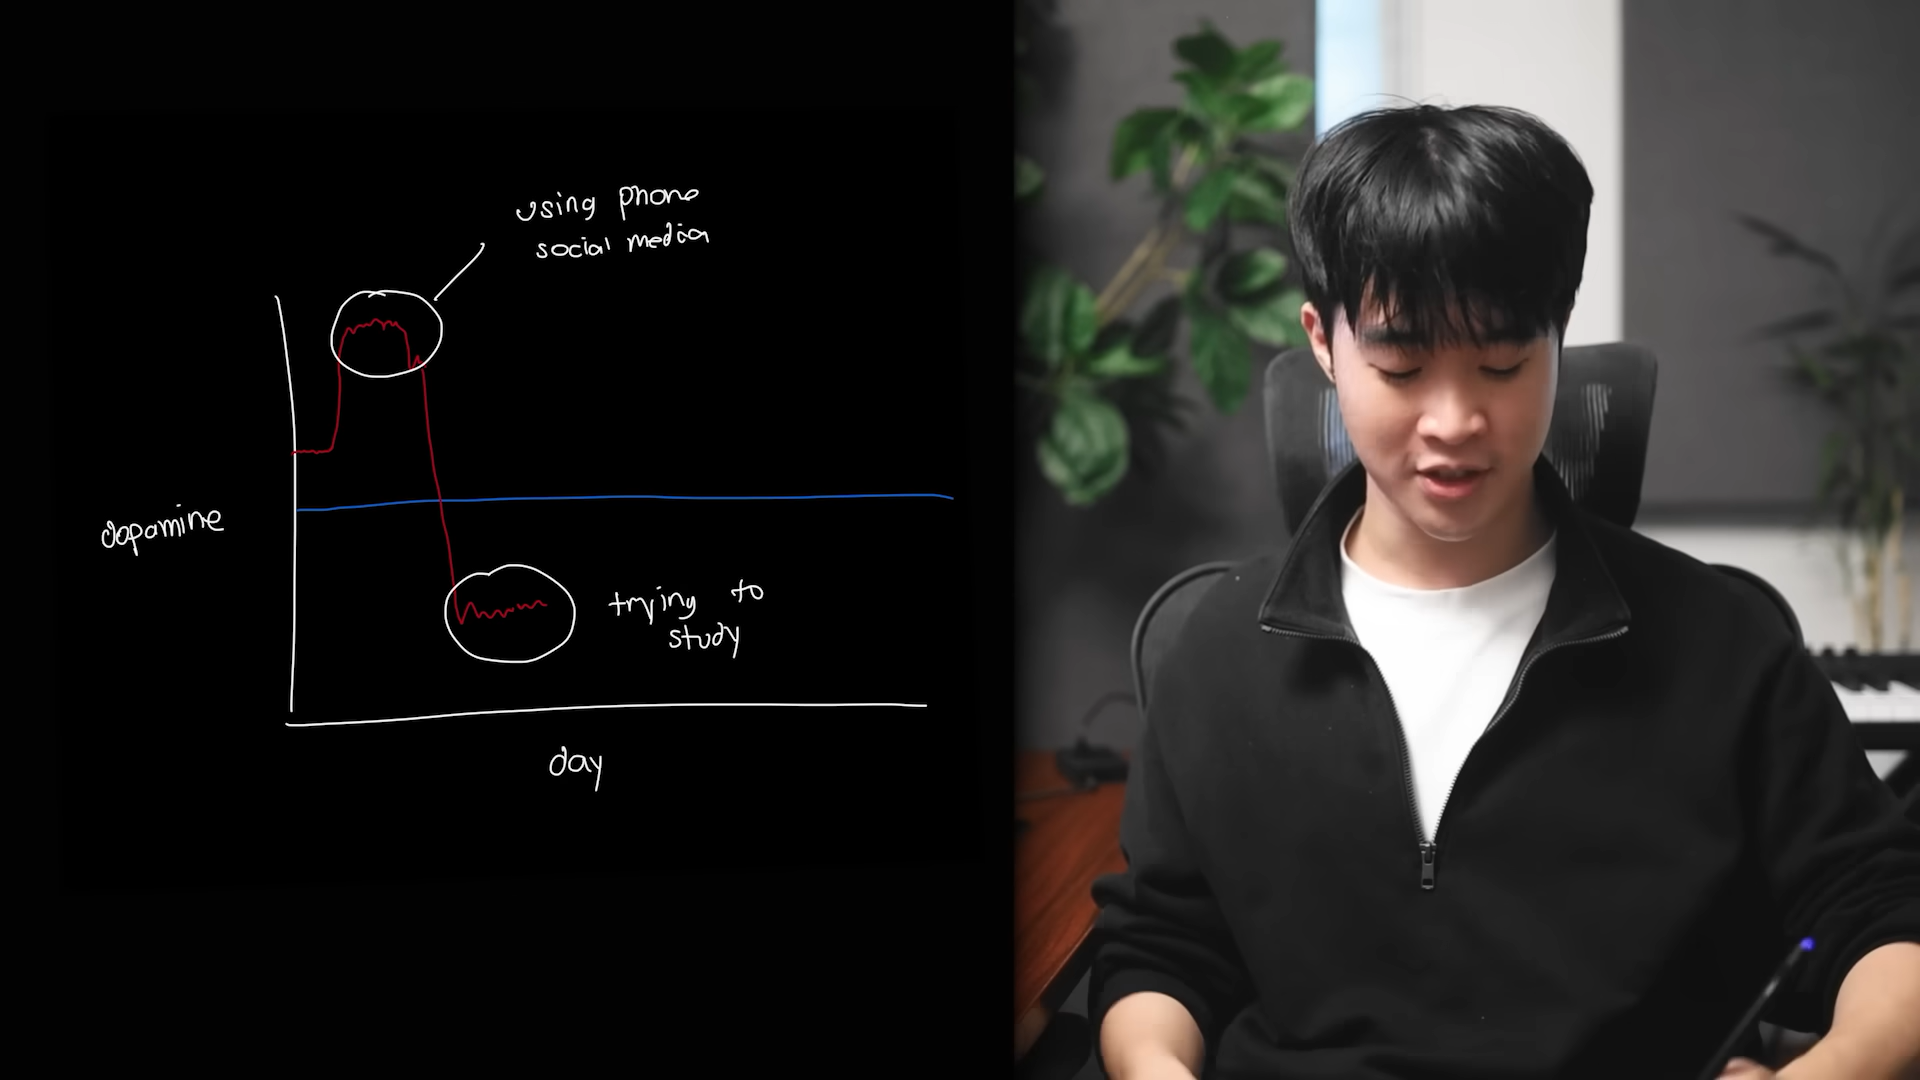 using phone
social media
dopamine
trying to
study
day